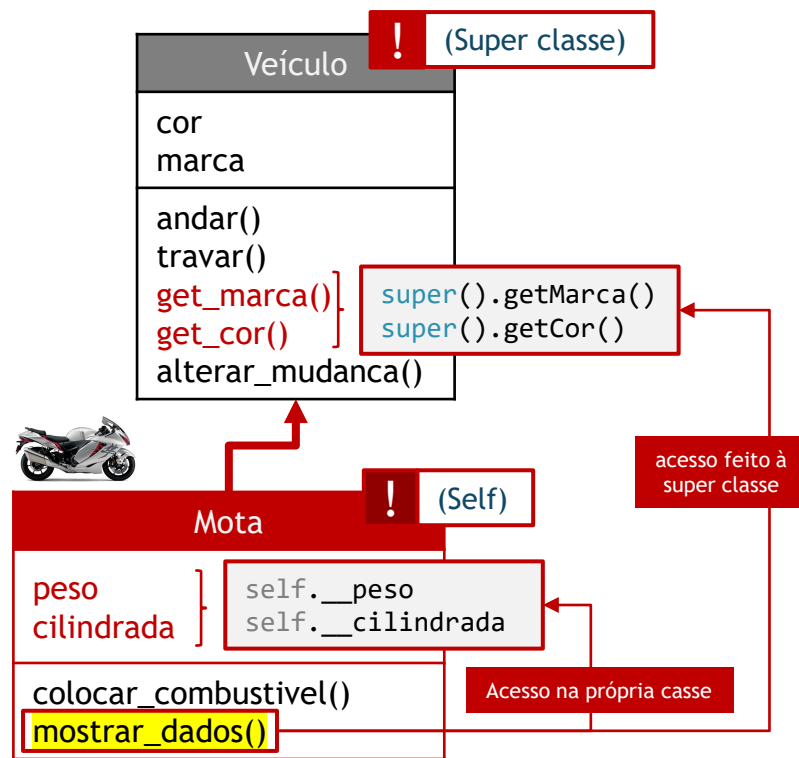 ! (Super classe)
Veículo
cor
marca
andar()
travar()
get_marca()
get_cor()
super().getMarca()
super().getCor()
alterar_mudanca()
acesso feito à
super classe
! (Self)
Mota
peso
cilindrada
self.__peso
self.__cilindrada
colocar_combustivel()
Acesso na própria casse
mostrar_dados()